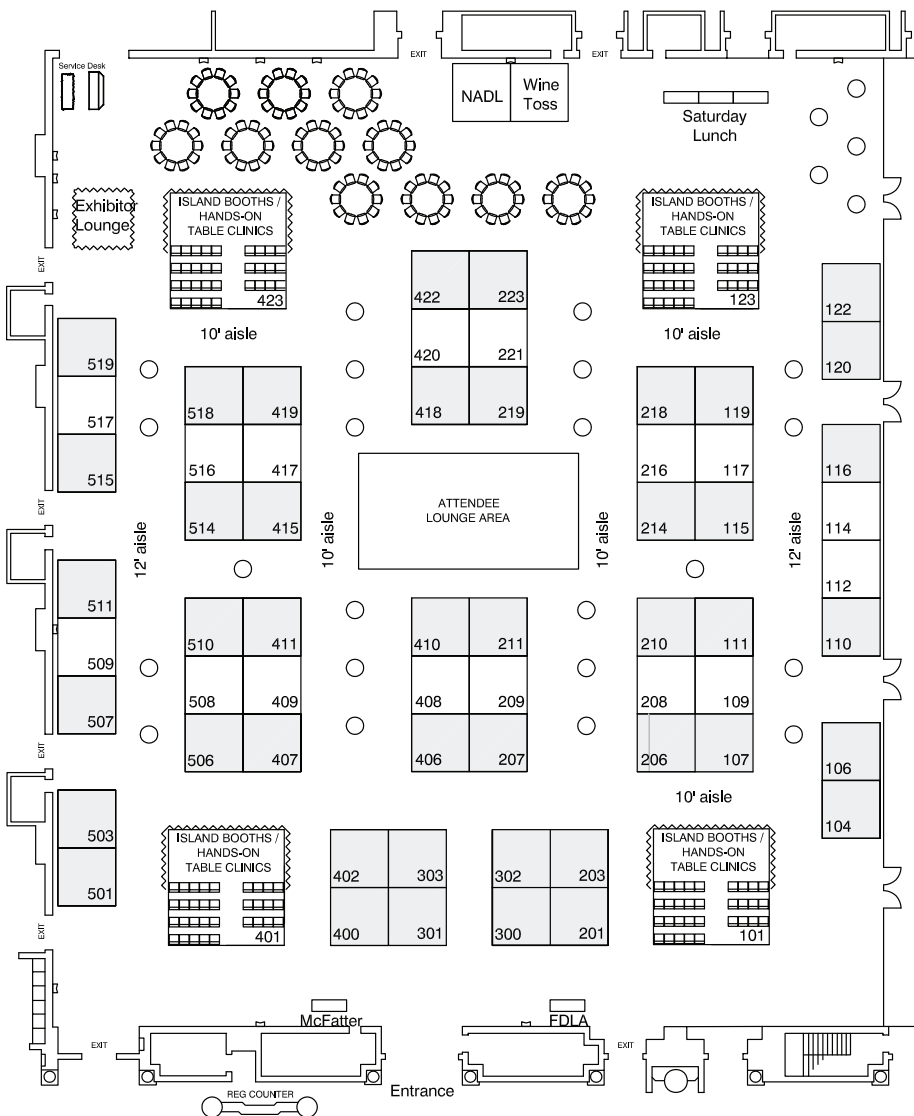 EXIT
EXIT
Service Desk
NADL
Wine
Toss
Saturday
Lunch
Exhibitor
Lounge
ISLAND BOOTHS /
HANDS-ON
TABLE CLINICS
423
ISLAND BOOTHS /
HANDS-ON
TABLE CLINICS
123
EXIT
10' aisle
10' aisle
422
223
420
221
418
219
122
120
519
517
515
518
419
516
417
514
415
218
119
216
117
214
115
116
114
112
110
ATTENDEE
LOUNGE AREA
EXIT
12' aisle
10' aisle
10' aisle
12' aisle
511
509
507
510
411
508
409
506
407
410
211
408
209
406
207
210
111
208
109
206
107
106
104
EXIT
10' aisle
503
501
ISLAND BOOTHS /
HANDS-ON
TABLE CLINICS
401
402
303
400
301
302
203
300
201
ISLAND BOOTHS /
HANDS-ON
TABLE CLINICS
101
EXIT
McFatter
FDLA
EXIT
EXIT
Entrance
REG COUNTER